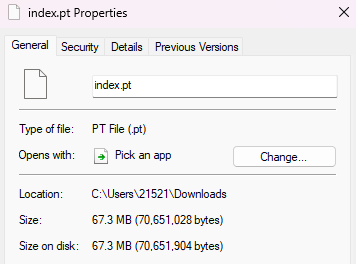 index.pt Properties
General Security Details Previous Versions
index.pt
Type of file: PT File (.pt)
Opens with: Pick an app Change...
Location: C:\Users\21521\Downloads
Size: 67.3 MB (70,651,028 bytes)
Size on disk: 67.3 MB (70,651,904 bytes)